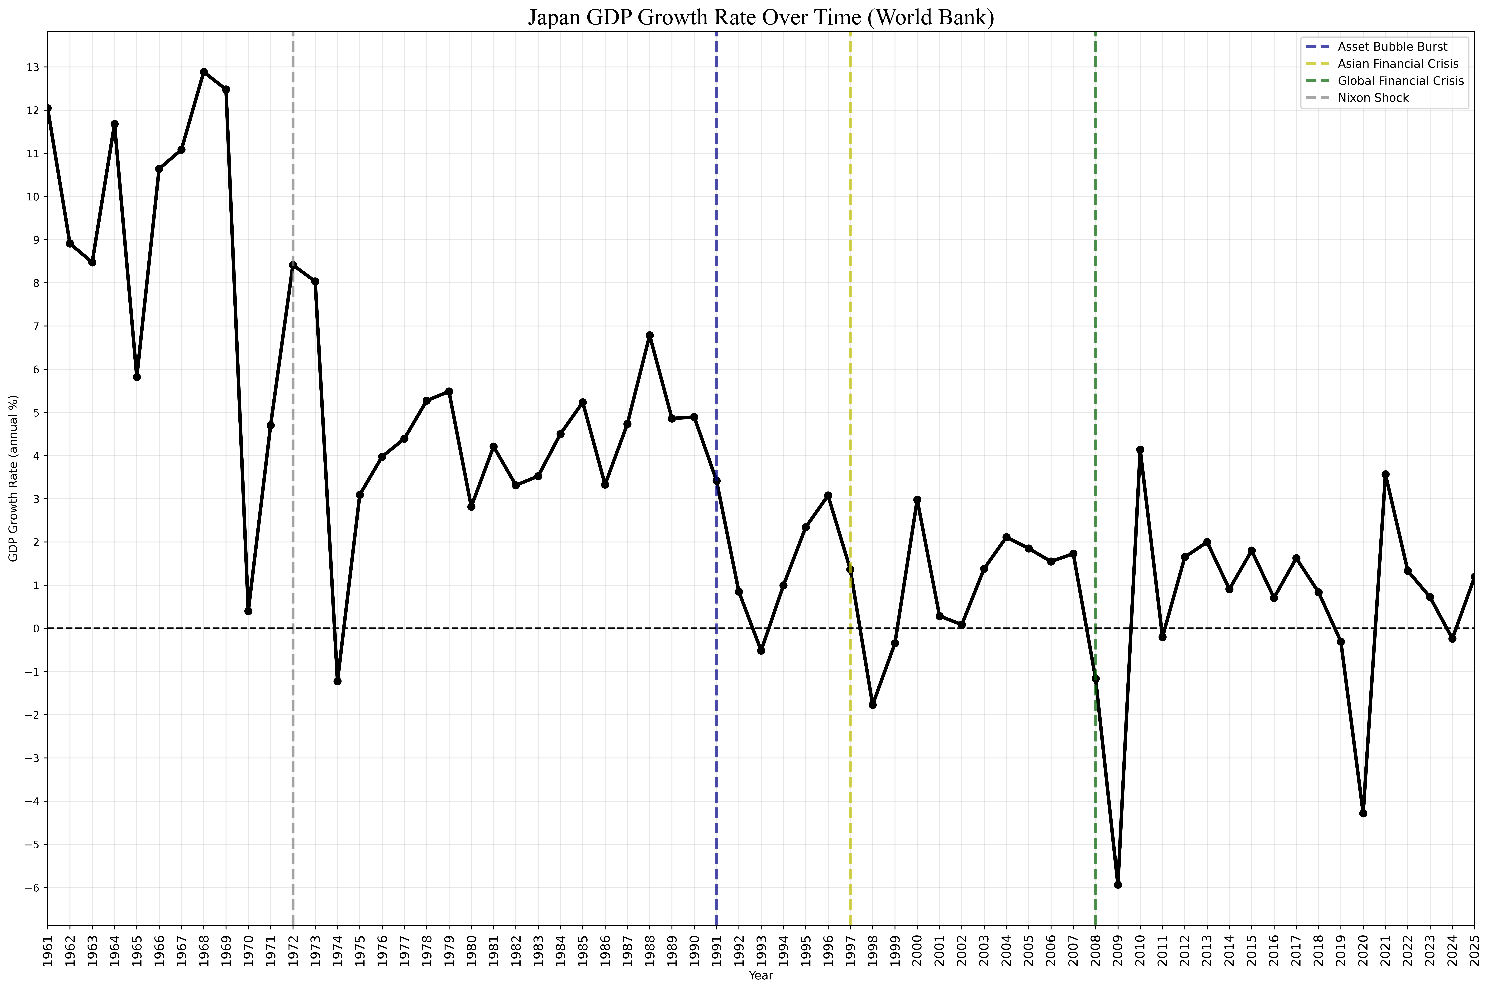 Japan GDP Growth Rate Over Time (World Bank)
Asset Bubble Burst
Asian Financial Crisis
Global Financial Crisis
Nixon Shock
GDP Growth Rate (annual %)
13
12
11
10
9
8
7
6
5
4
3
2
1
0
−1
−2
−3
−4
−5
−6
1961 1962 1963 1964 1965 1966 1967 1968 1969 1970 1971 1972 1973 1974 1975 1976 1977 1978 1979 1980 1981 1982 1983 1984 1985 1986 1987 1988 1989 1990 1991 1992 1993 1994 1995 1996 1997 1998 1999 2000 2001 2002 2003 2004 2005 2006 2007 2008 2009 2010 2011 2012 2013 2014 2015 2016 2017 2018 2019 2020 2021 2022 2023 2024 2025
Year